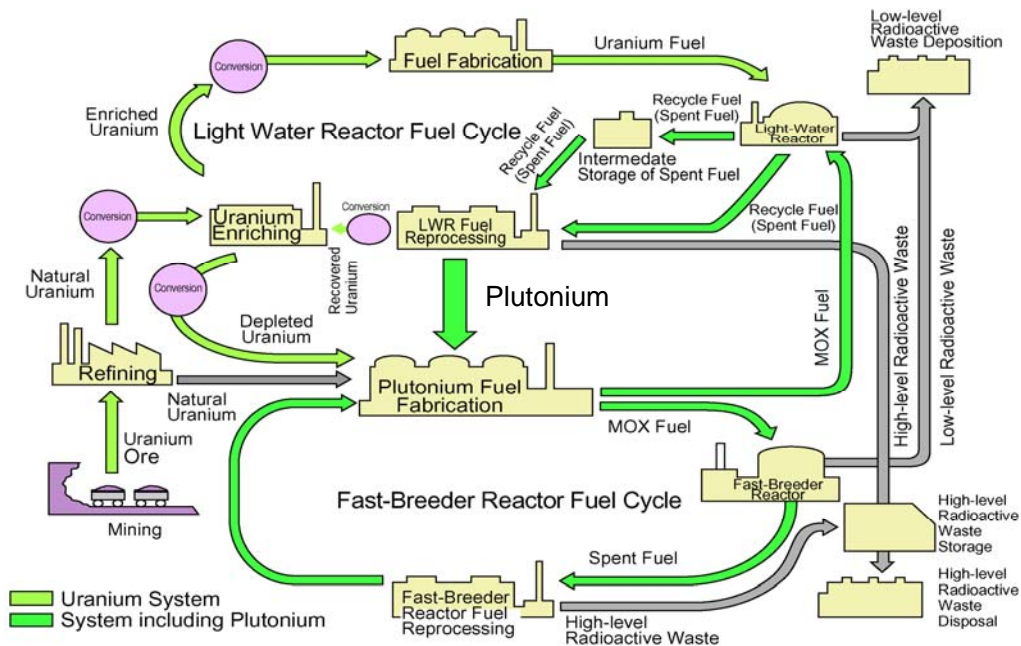 Low-level
Radioactive
Waste Deposition
Conversion
Fuel Fabrication
Uranium Fuel
Enriched
Uranium
Light Water Reactor Fuel Cycle
Recycle Fuel
(Spent Fuel)
Recycle Fuel
(Spent Fuel)
Light-Water
Reactor
Intermedate
Storage of Spent Fuel
Conversion
Uranium
Enriching
Conversion
LWR Fuel
Reprocessing
Recycle Fuel
(Spent Fuel)
Natural
Uranium
Conversion
Recovered
Uranium
Plutonium
Depleted
Uranium
MOX Fuel
High-level Radioactive Waste
Low-level Radioactive Waste
Refining
Natural
Uranium
Plutonium Fuel
Fabrication
MOX Fuel
Uranium
Ore
Mining
Fast-Breeder Reactor Fuel Cycle
Fast-Breeder
Reactor
High-level
Radioactive
Waste
Storage
Spent Fuel
Fast-Breeder
Reactor Fuel
Reprocessing
High-level
Radioactive Waste
High-level
Radioactive
Waste
Disposal
Uranium System
System including Plutonium